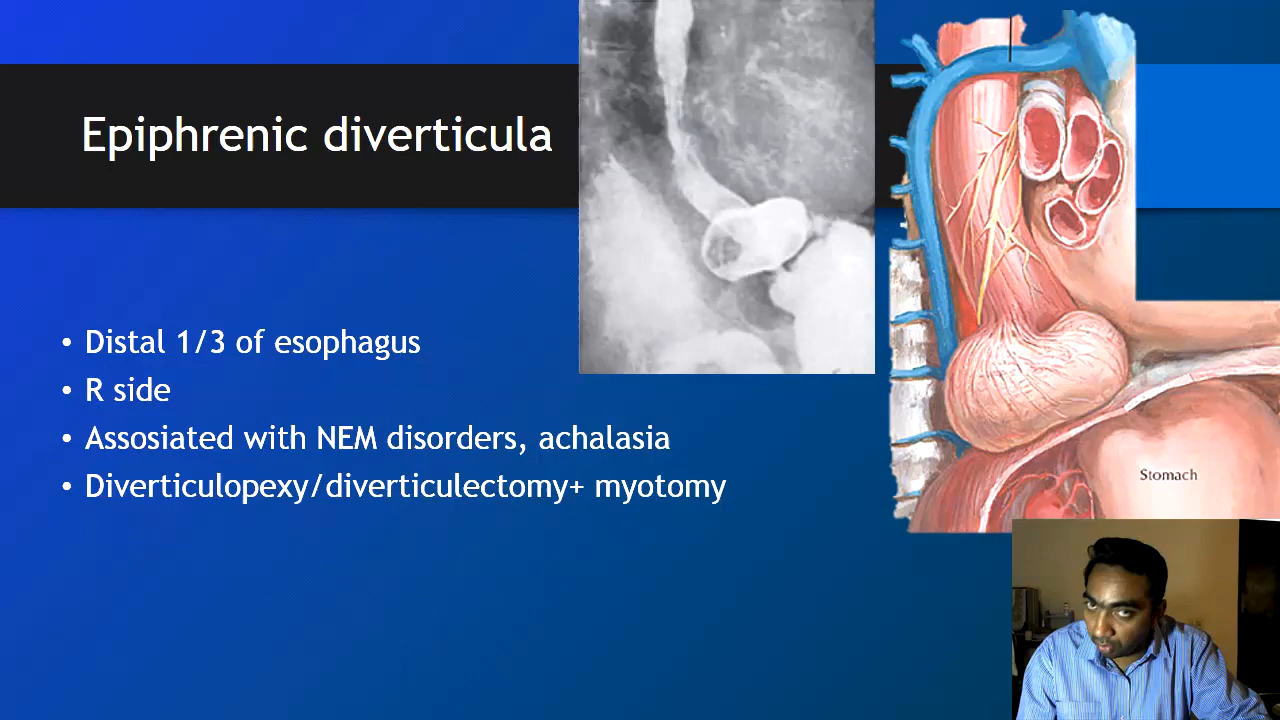 Epiphrenic diverticula
• Distal 1/3 of esophagus
• R side
• Assosiated with NEM disorders, achalasia
• Diverticulopexy/diverticulectomy+ myotomy
Stomach